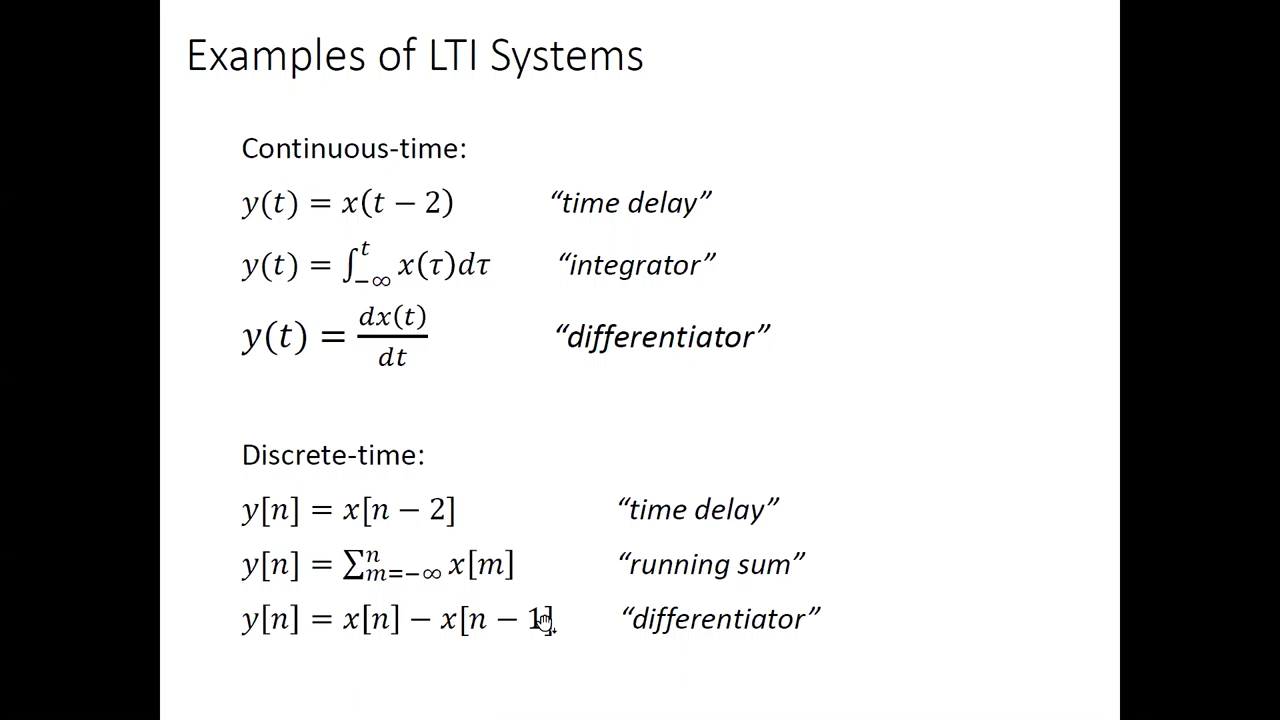 Examples of LTI Systems
Continuous-time:
y(t) = x(t − 2) “time delay”
y(t) = ∫_{−∞}^{t} x(τ)dτ “integrator”
y(t) = dx(t)/dt “differentiator”
Discrete-time:
y[n] = x[n − 2] “time delay”
y[n] = ∑_{m=−∞}^{n} x[m] “running sum”
y[n] = x[n] − x[n − 1] “differentiator”